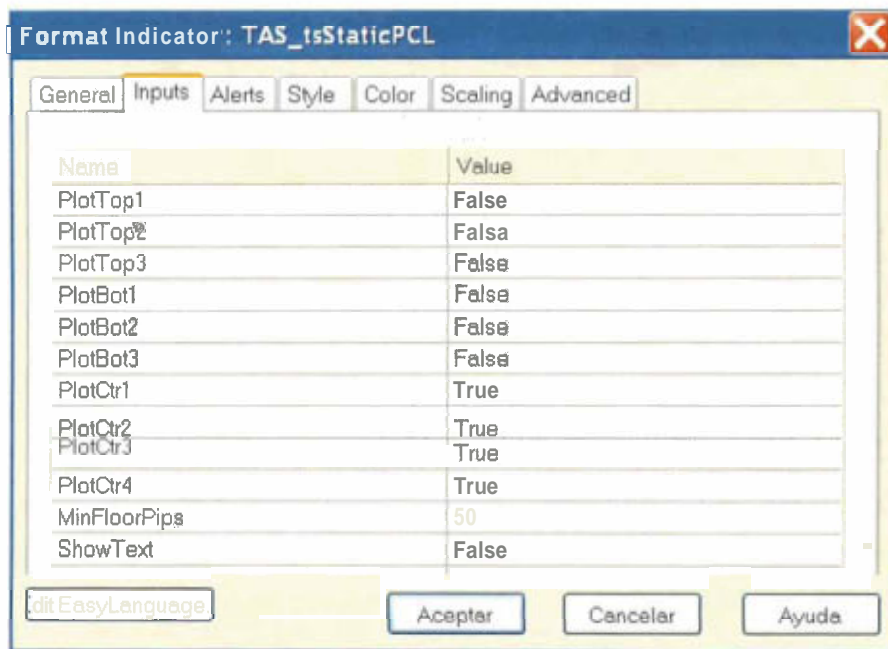 Format Indicator: TAS_tsStaticPCL
General Inputs Alerts Style Color Scaling Advanced
Name Value
PlotTop1 False
PlotTop2 Falsa
PlotTop3 False
PlotBot1 False
PlotBot2 False
PlotBot3 False
PlotCtr1 True
PlotCtr2 True
PlotCtr3 True
PlotCtr4 True
MinFloorPips 50
ShowText False
dit EasyLanguage. Aceptar Cancelar Ayuda